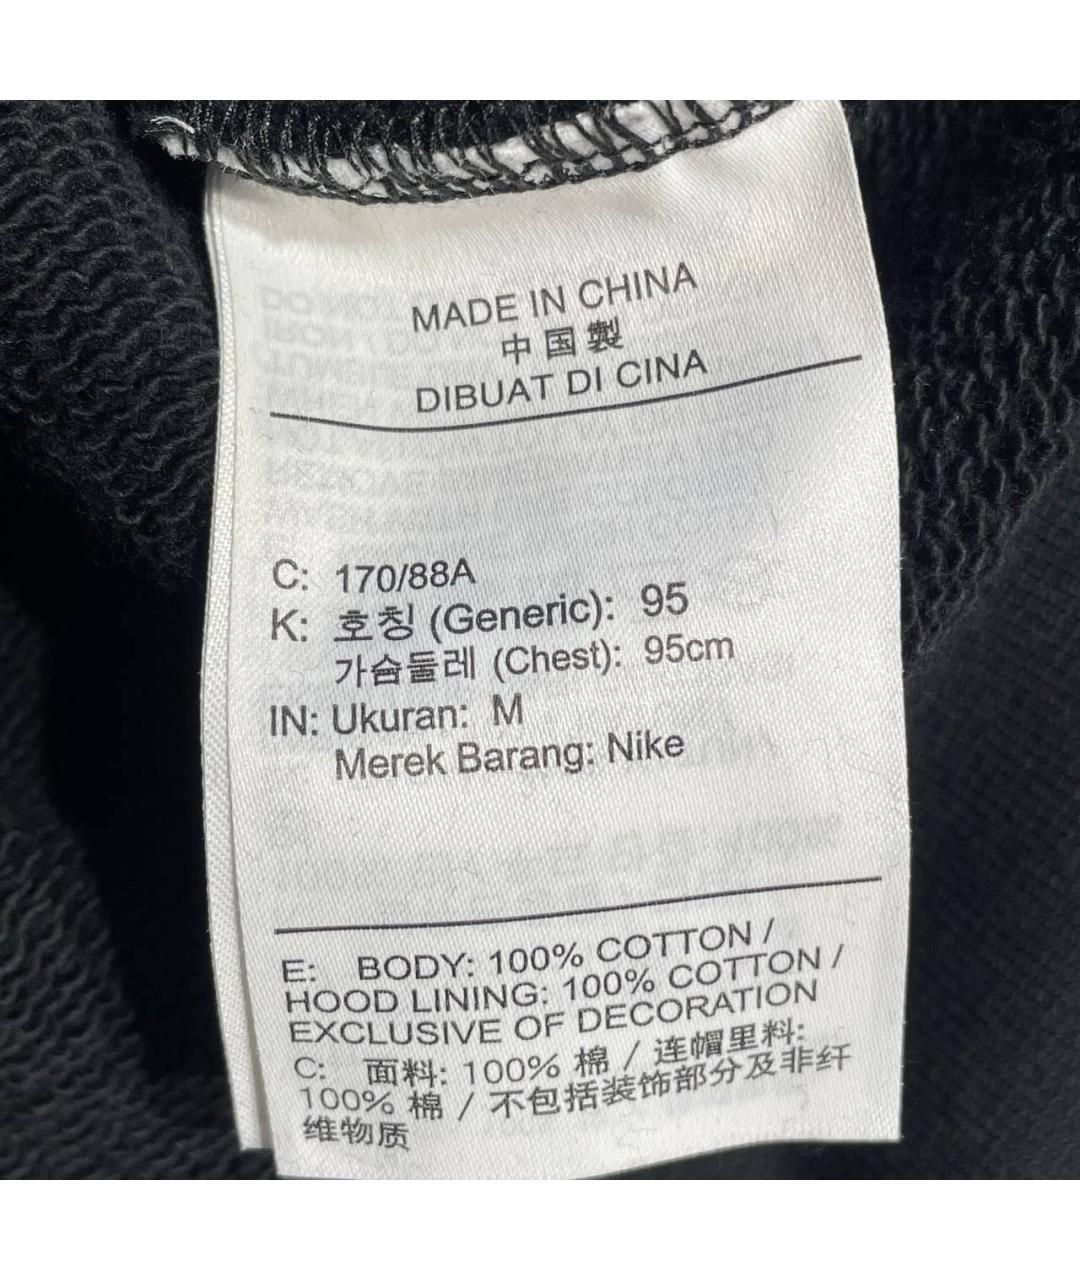 MADE IN CHINA
中国製
DIBUAT DI CINA
C: 170/88A
K: 호칭 (Generic): 95
가슴둘레 (Chest): 95cm
IN: Ukuran: M
Merek Barang: Nike
E: BODY: 100% COTTON /
HOOD LINING: 100% COTTON /
EXCLUSIVE OF DECORATION
C: 面料: 100% 棉 / 连帽里料:
100% 棉 / 不包括装饰部分及非纤
维物质